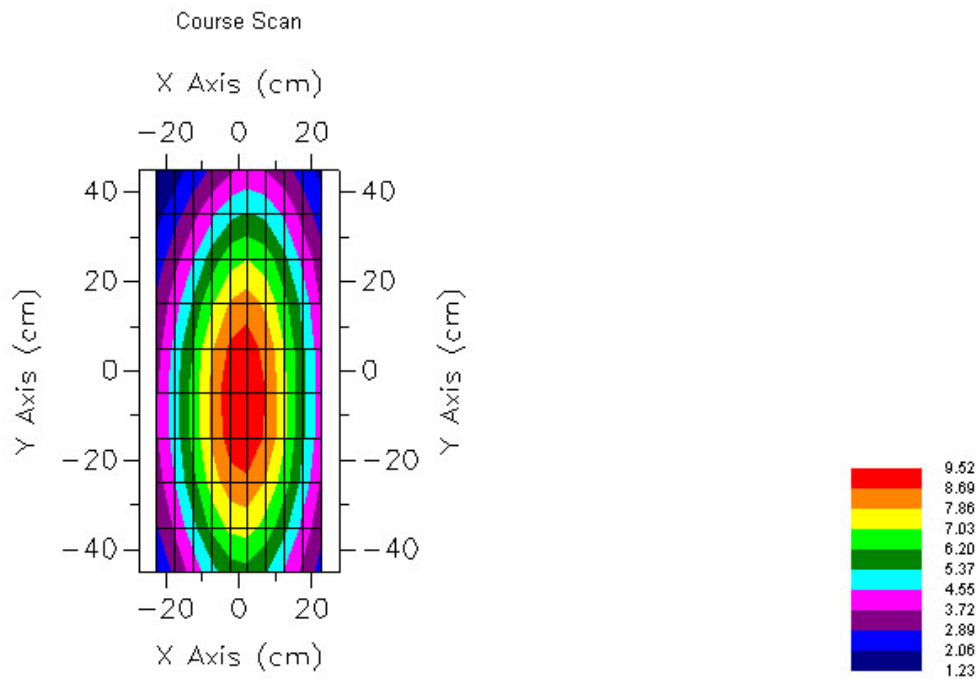 Course Scan
X Axis (cm)
−20 0 20
40 40
20 20
0 0
−20 −20
−40 −40
Y Axis (cm)
Y Axis (cm)
−20 0 20
X Axis (cm)
9.52
8.69
7.86
7.03
6.20
5.37
4.55
3.72
2.89
2.06
1.23